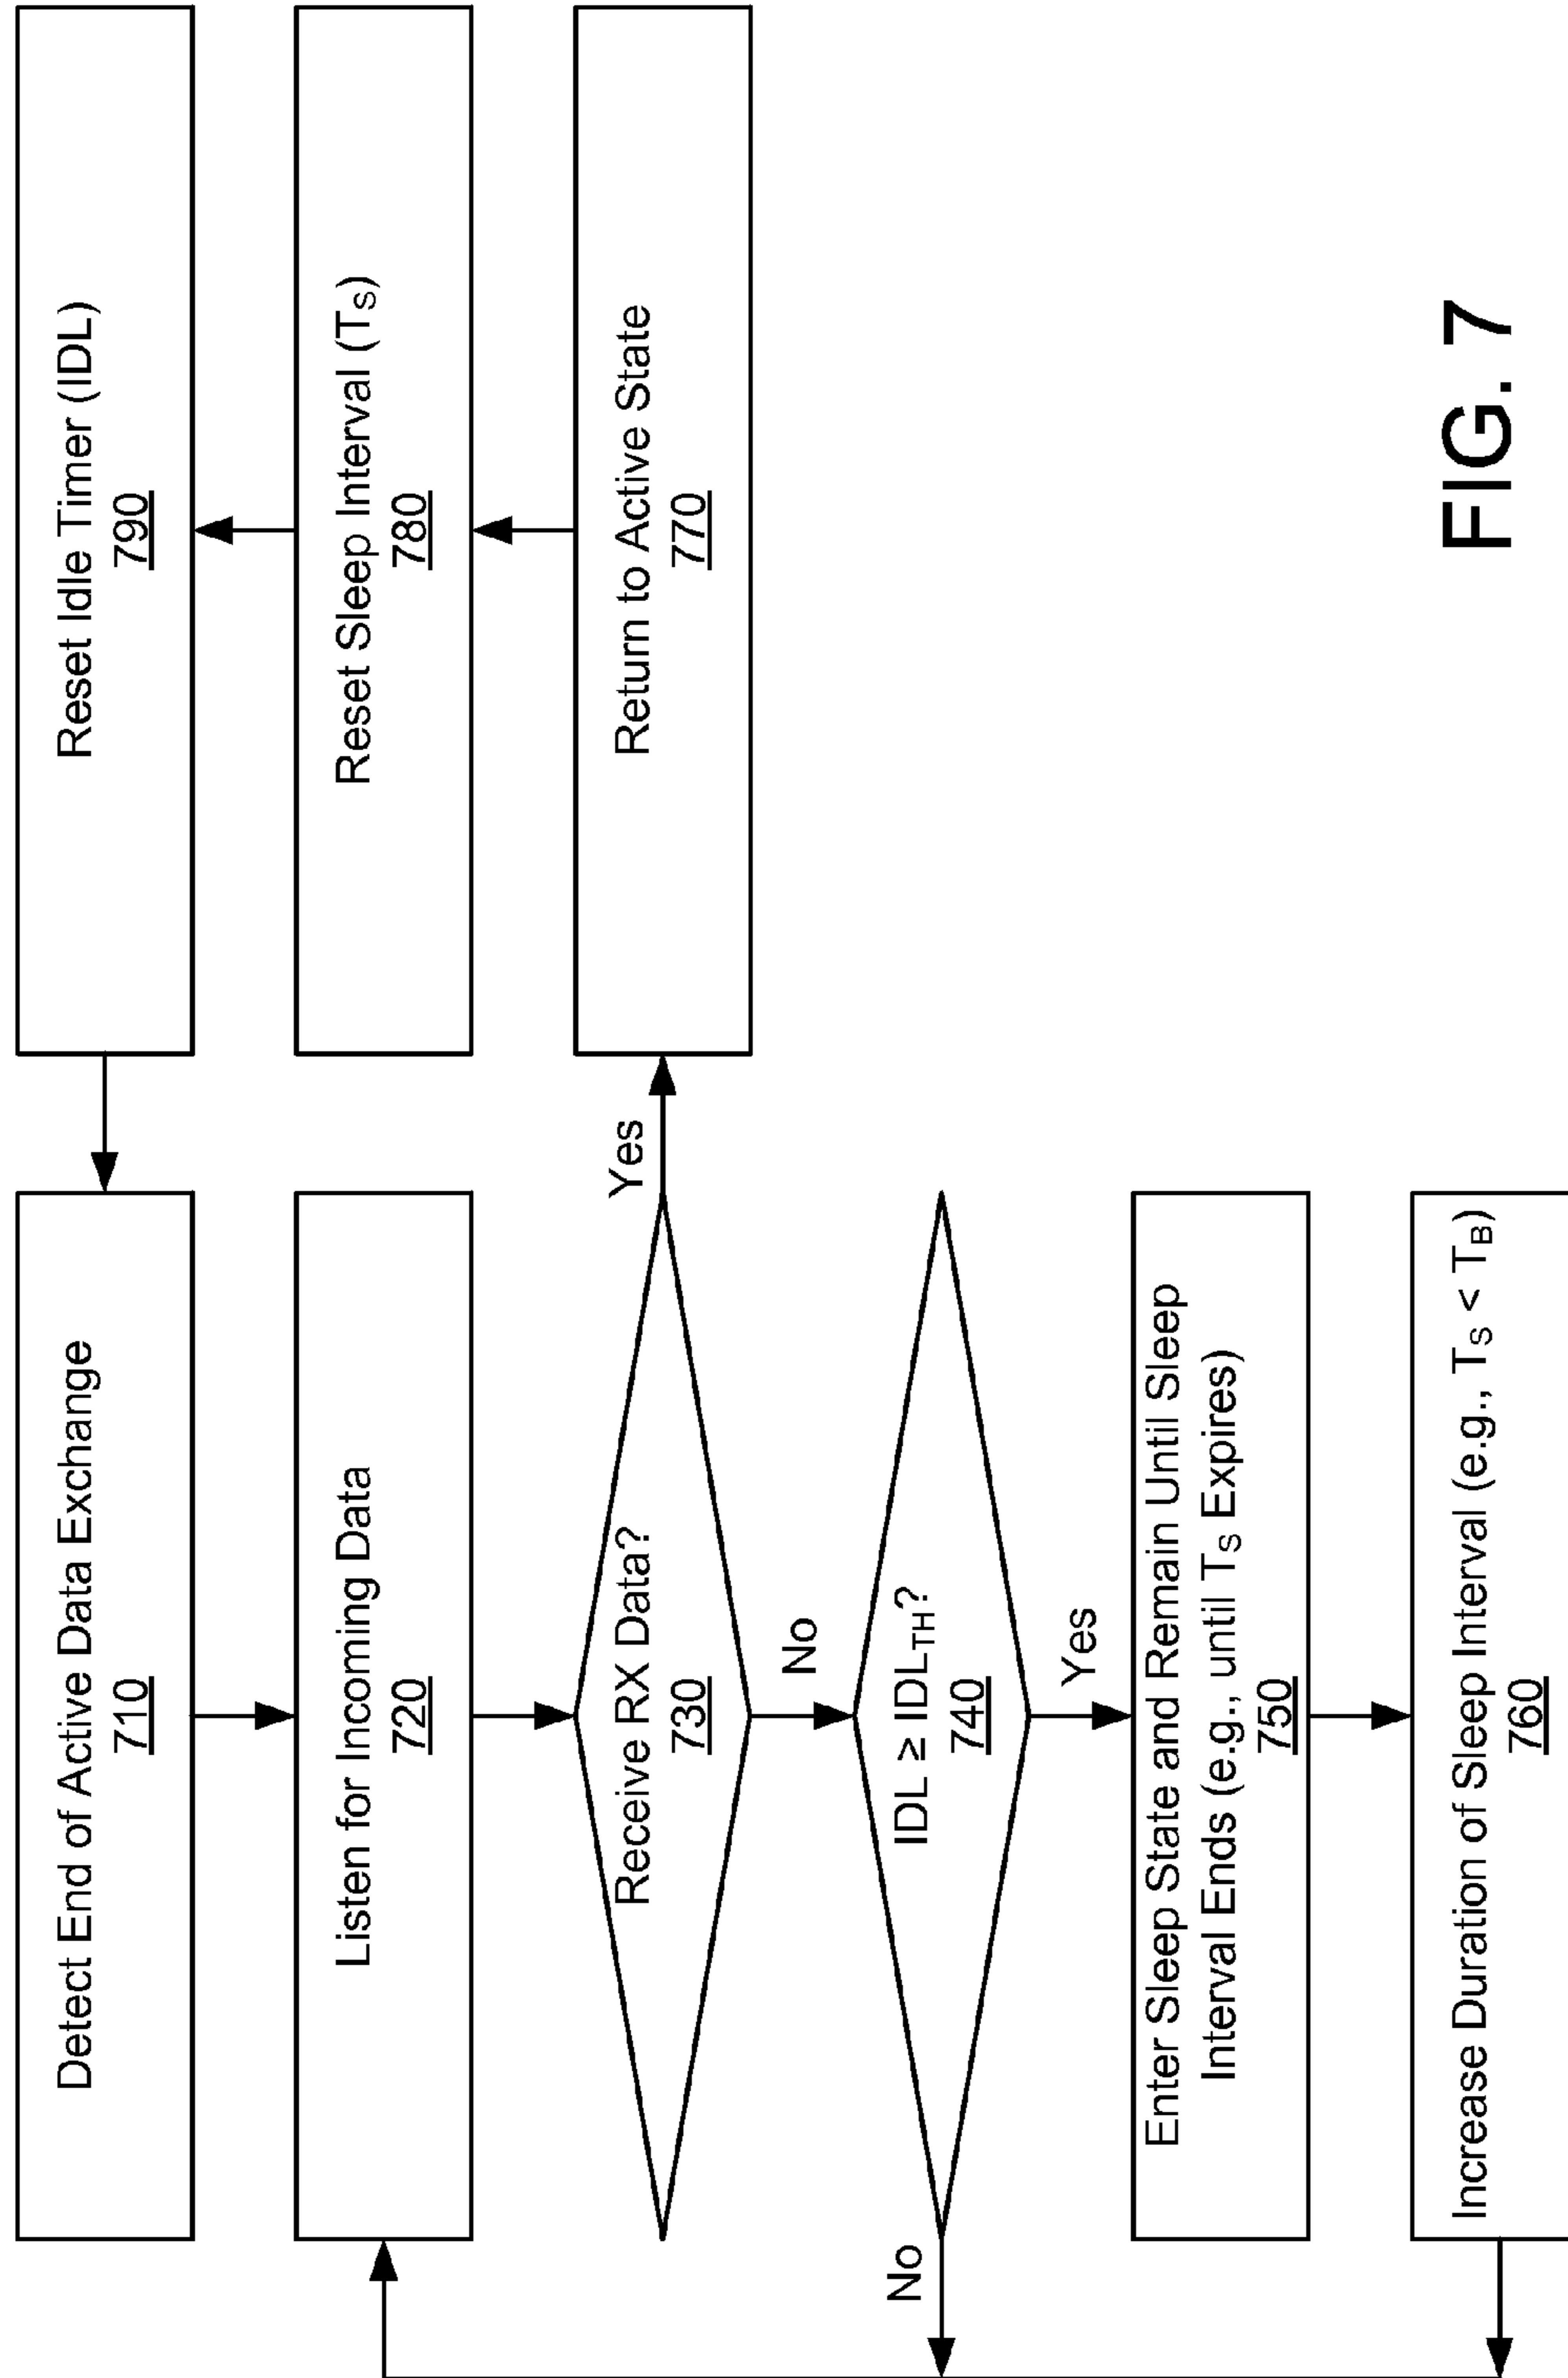 Detect End of Active Data Exchange
710
Listen for Incoming Data
720
Receive RX Data?
730
Yes
No
IDL ≥ IDL_TH?
740
No
Yes
Enter Sleep State and Remain Until Sleep
Interval Ends (e.g., until T_S Expires)
750
Increase Duration of Sleep Interval (e.g., T_S < T_B)
760
Reset Idle Timer (IDL)
790
Reset Sleep Interval (T_S)
780
Return to Active State
770
FIG. 7